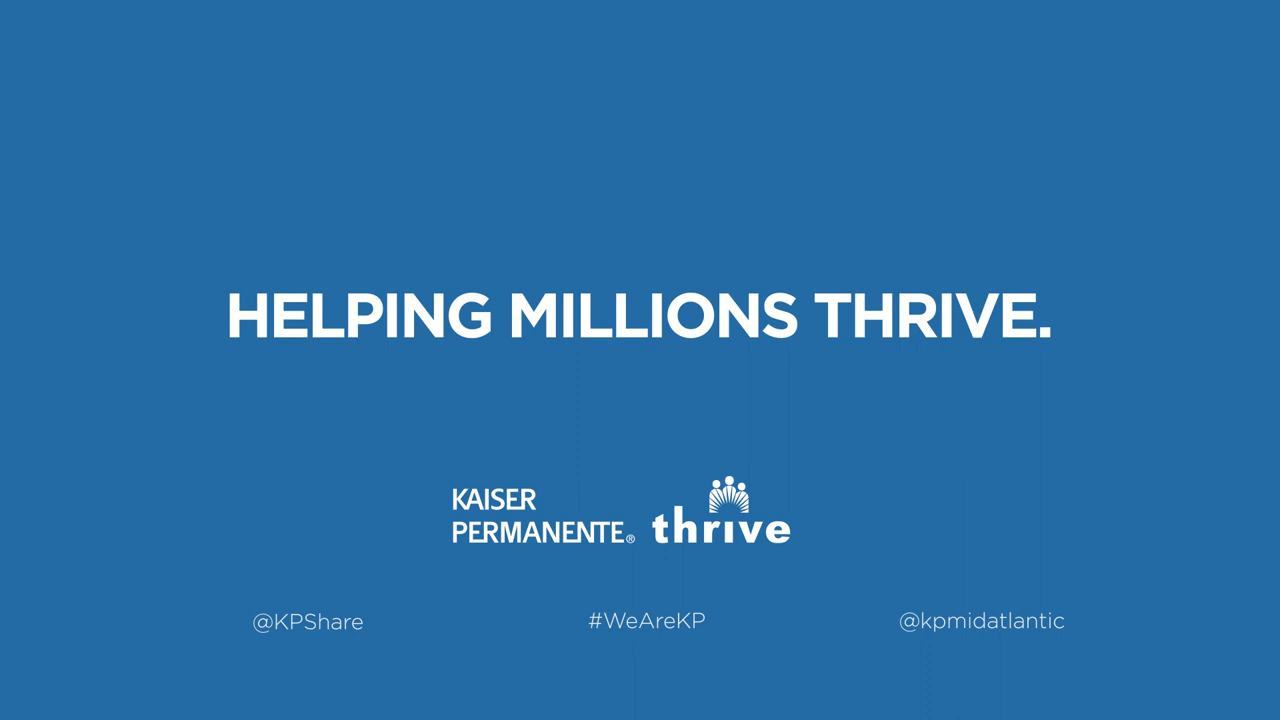 HELPING MILLIONS THRIVE.
KAISER
PERMANENTE® thrive
@KPShare #WeAreKP @kpmidatlantic